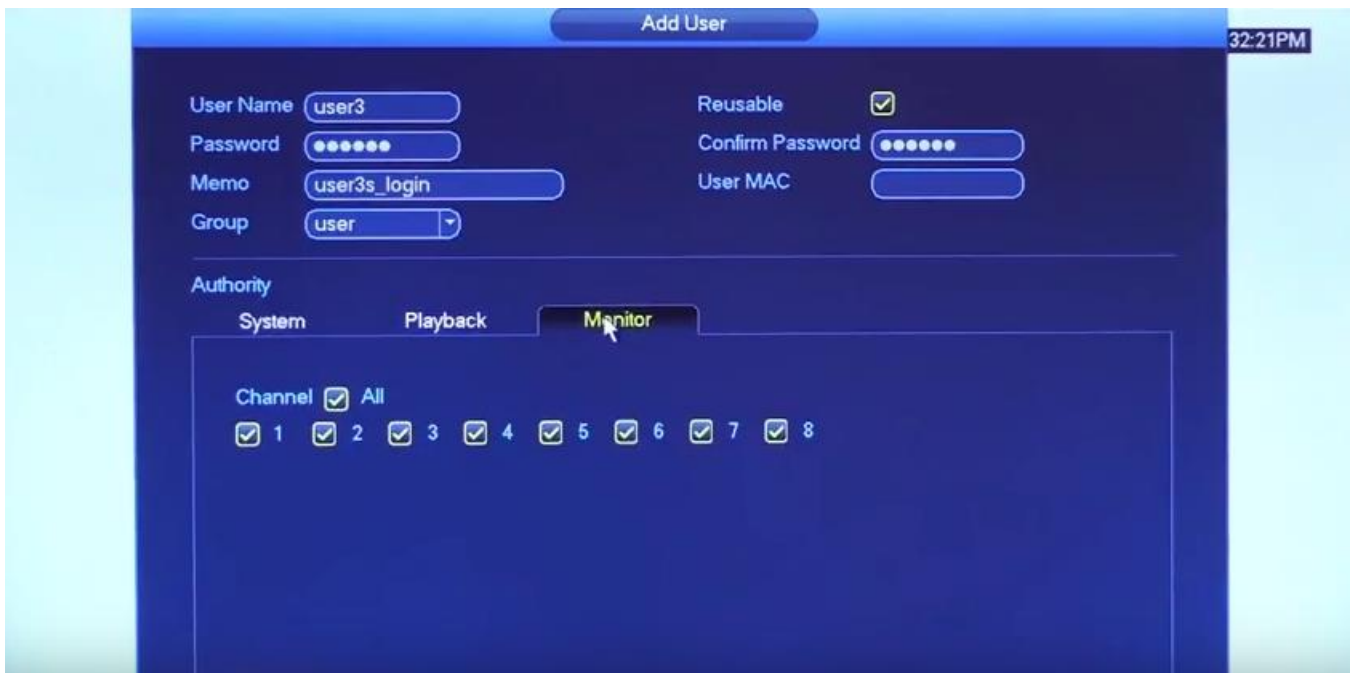 Add User
32:21PM
User Name user3 Reusable
Password ●●●●●● Confirm Password ●●●●●●
Memo user3s_login User MAC
Group user
Authority
System Playback Monitor
Channel All
1 2 3 4 5 6 7 8